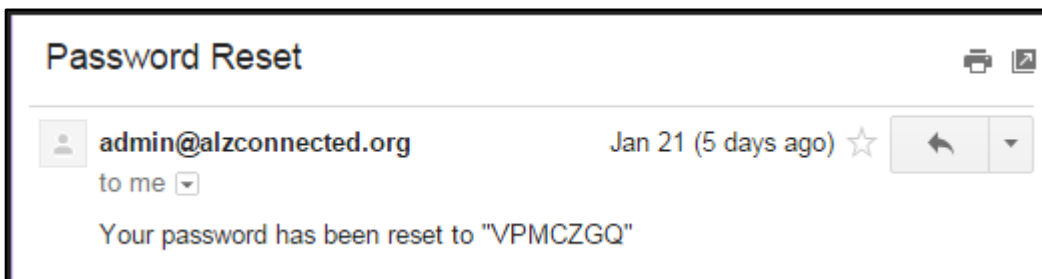 Password Reset
admin@alzconnected.org Jan 21 (5 days ago)
to me
Your password has been reset to "VPMCZGQ"